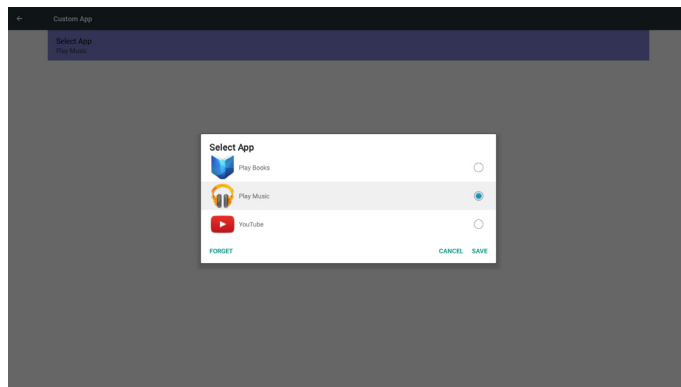 Custom App
Select App
Play Music
Select App
Play Books
Play Music
YouTube
FORGET
CANCEL SAVE